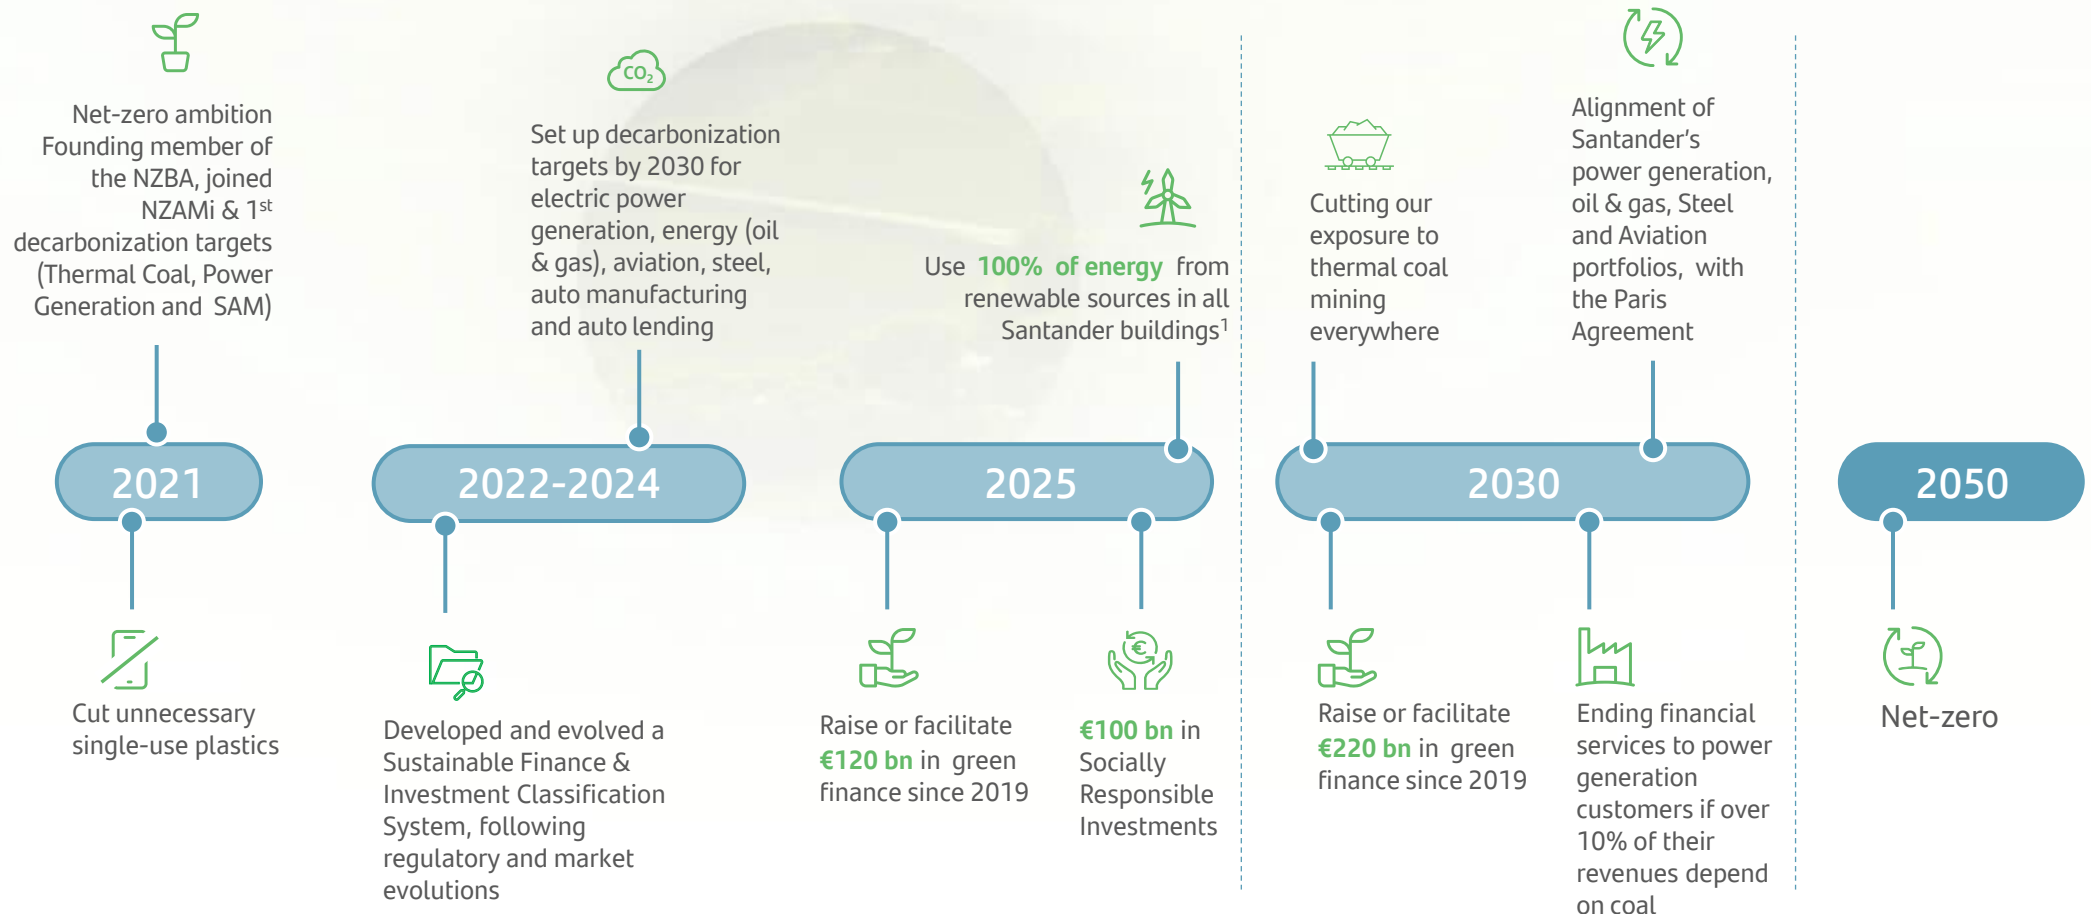 Net-zero ambition
Founding member of
the NZBA, joined
NZAMi & 1st
decarbonization targets
(Thermal Coal, Power
Generation and SAM)
CO2
Set up decarbonization
targets by 2030 for
electric power
generation, energy (oil
& gas), aviation, steel,
auto manufacturing
and auto lending
Use 100% of energy from
renewable sources in all
Santander buildings1
Cutting our
exposure to
thermal coal
mining
everywhere
Alignment of
Santander's
power generation,
oil & gas, Steel
and Aviation
portfolios, with
the Paris
Agreement
2021
2022-2024
2025
2030
2050
Cut unnecessary
single-use plastics
Developed and evolved a
Sustainable Finance &
Investment Classification
System, following
regulatory and market
evolutions
Raise or facilitate
€120 bn in green
finance since 2019
€
€100 bn in
Socially
Responsible
Investments
Raise or facilitate
€220 bn in green
finance since 2019
Ending financial
services to power
generation
customers if over
10% of their
revenues depend
on coal
Net-zero